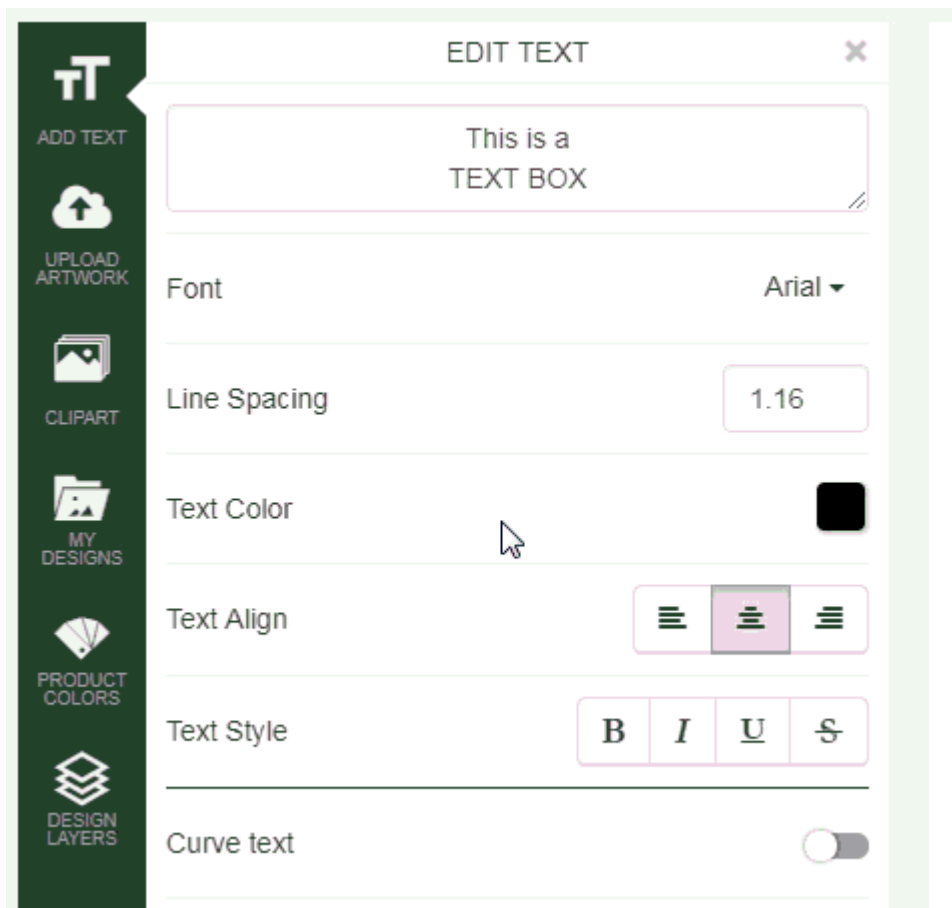 EDIT TEXT
ADD TEXT
This is a
TEXT BOX
UPLOAD
ARTWORK
Font
Arial
CLIPART
Line Spacing
1.16
MY
DESIGNS
Text Color
PRODUCT
COLORS
Text Align
Text Style
B I U S
DESIGN
LAYERS
Curve text